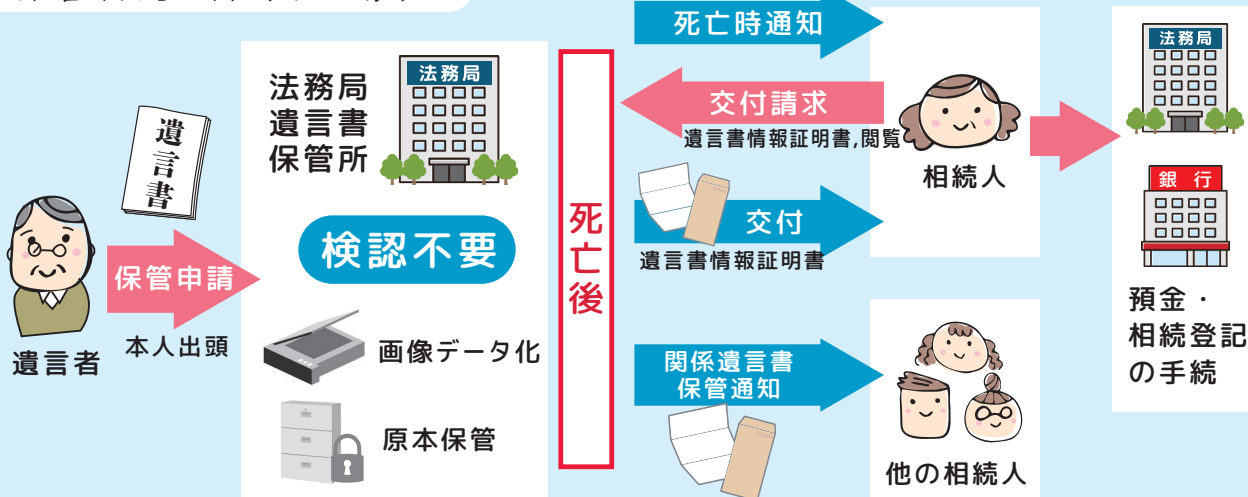 遺言書
遺言者
保管申請
本人出頭
法務局
遺言書
保管所
法務局
検認不要
画像データ化
原本保管
死亡後
死亡時通知
交付請求
遺言書情報証明書,閲覧
交付
遺言書情報証明書
関係遺言書
保管通知
相続人
他の相続人
法務局
銀行
預金・
相続登記
の手続